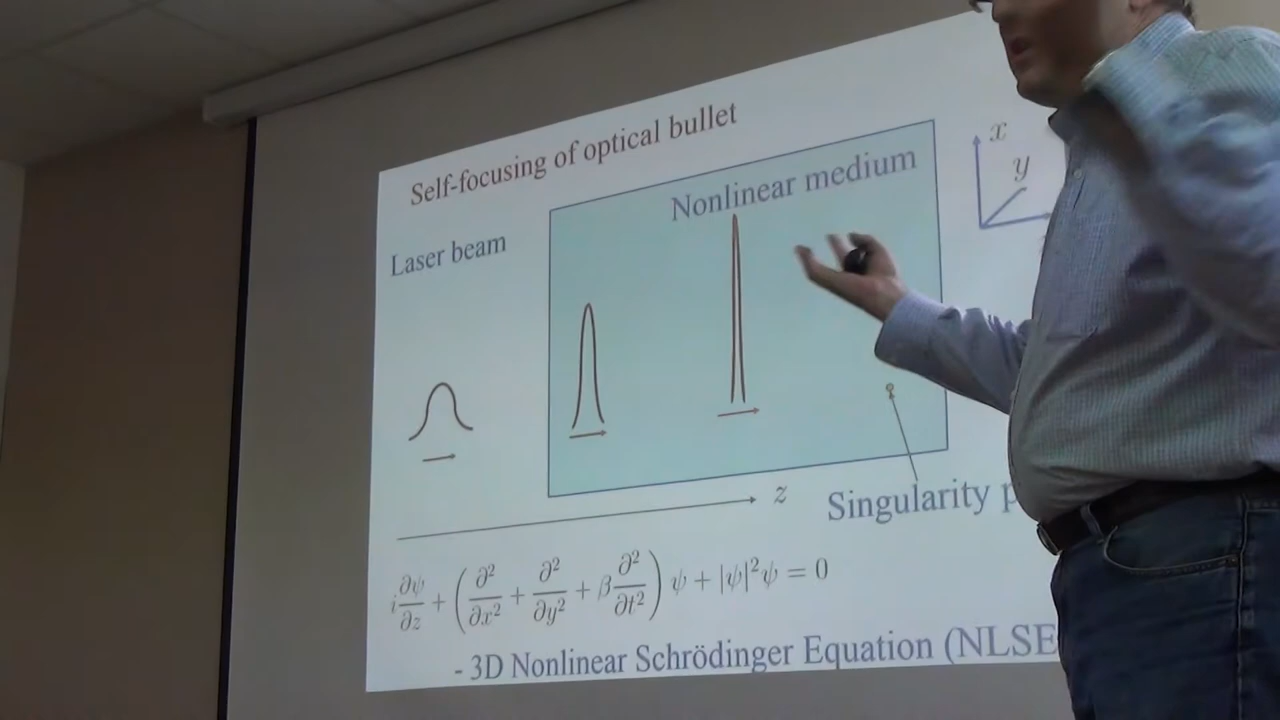 Self-focusing of optical bullet
Nonlinear medium
x
y
Laser beam
z
Singularity p
i ∂ψ/∂z + (∂²/∂x² + ∂²/∂y² + β ∂²/∂t²) ψ + |ψ|²ψ = 0
- 3D Nonlinear Schrödinger Equation (NLSE